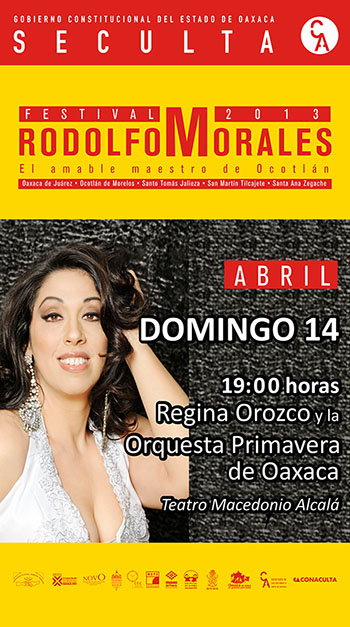 GOBIERNO CONSTITUCIONAL DEL ESTADO DE OAXACA
SECULTA
CA
FESTIVAL 2013
RODOLFO MORALES
El amable maestro de Ocotlán
Oaxaca de Juárez • Ocotlán de Morelos • Santo Tomás Jalieza • San Martín Tilcajete • Santa Ana Zegache
ABRIL
DOMINGO 14
19:00 horas
Regina Orozco y la
Orquesta Primavera
de Oaxaca
Teatro Macedonio Alcalá
CONACULTA